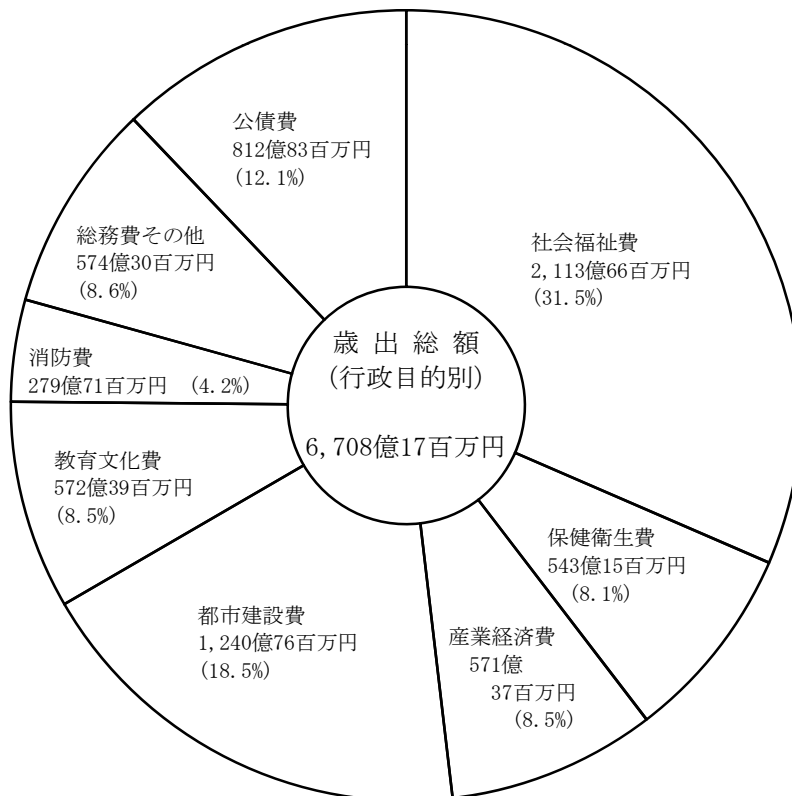 歳出総額
(行政目的別)
6,708億17百万円
社会福祉費
2,113億66百万円
(31.5%)
保健衛生費
543億15百万円
(8.1%)
産業経済費
571億
37百万円
(8.5%)
都市建設費
1,240億76百万円
(18.5%)
教育文化費
572億39百万円
(8.5%)
消防費
279億71百万円 (4.2%)
総務費その他
574億30百万円
(8.6%)
公債費
812億83百万円
(12.1%)